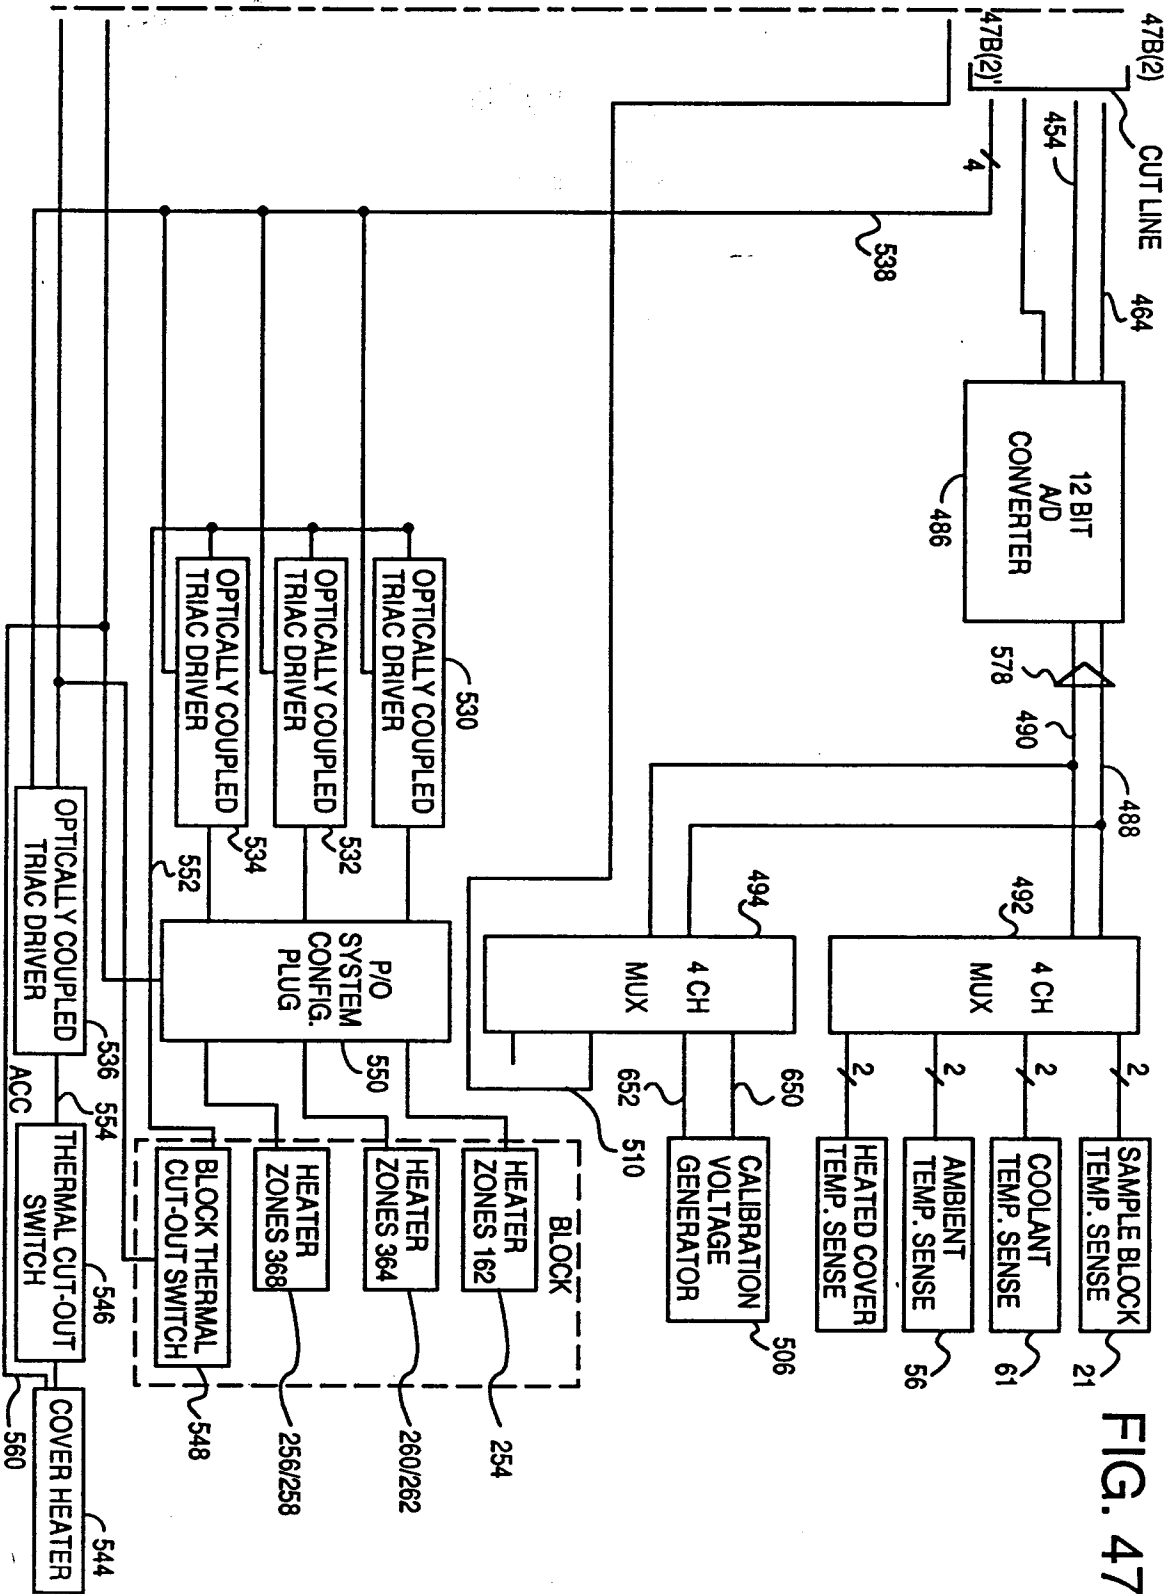 FIG. 47
47B(2)
47B(2)'
CUT LINE
454
464
4
538
12 BIT
A/D
CONVERTER
486
578
490
488
492
4 CH
MUX
494
4 CH
MUX
2
2
2
2
SAMPLE BLOCK
TEMP. SENSE
21
COOLANT
TEMP. SENSE
61
AMBIENT
TEMP. SENSE
56
HEATED COVER
TEMP. SENSE
650
652
CALIBRATION
VOLTAGE
GENERATOR
506
510
OPTICALLY COUPLED
TRIAC DRIVER
530
OPTICALLY COUPLED
TRIAC DRIVER
532
OPTICALLY COUPLED
TRIAC DRIVER
534
552
P/O
SYSTEM
CONFIG.
PLUG
550
BLOCK
HEATER
ZONES 162
254
HEATER
ZONES 364
260/262
HEATER
ZONES 368
256/258
BLOCK THERMAL
CUT-OUT SWITCH
548
OPTICALLY COUPLED
TRIAC DRIVER
536
ACC
554
THERMAL CUT-OUT
SWITCH
546
560
COVER HEATER
544